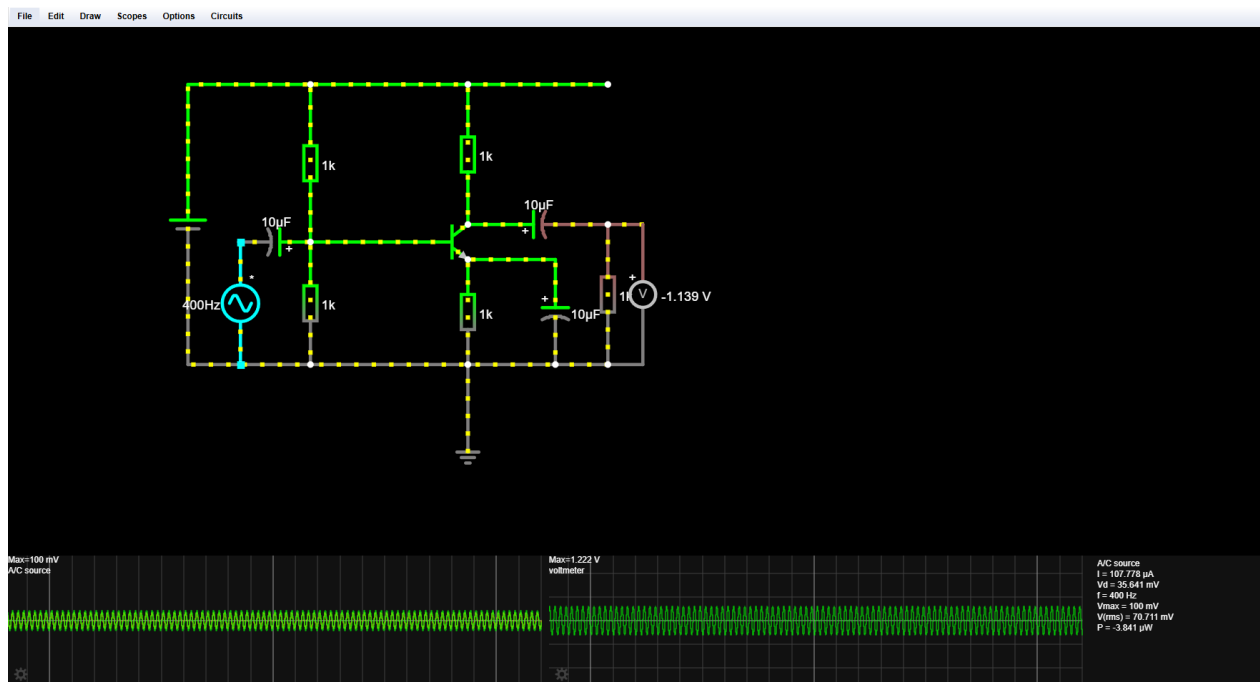 File Edit Draw Scopes Options Circuits
1k
1k
10µF
10µF
+
+
*
400Hz
1k
1k
+
10µF
+
V
-1.139 V
Max=100 mV
A/C source
Max=1.222 V
voltmeter
A/C source
I = 107.778 µA
Vd = 35.641 mV
f = 400 Hz
Vmax = 100 mV
V(rms) = 70.711 mV
P = -3.841 µW